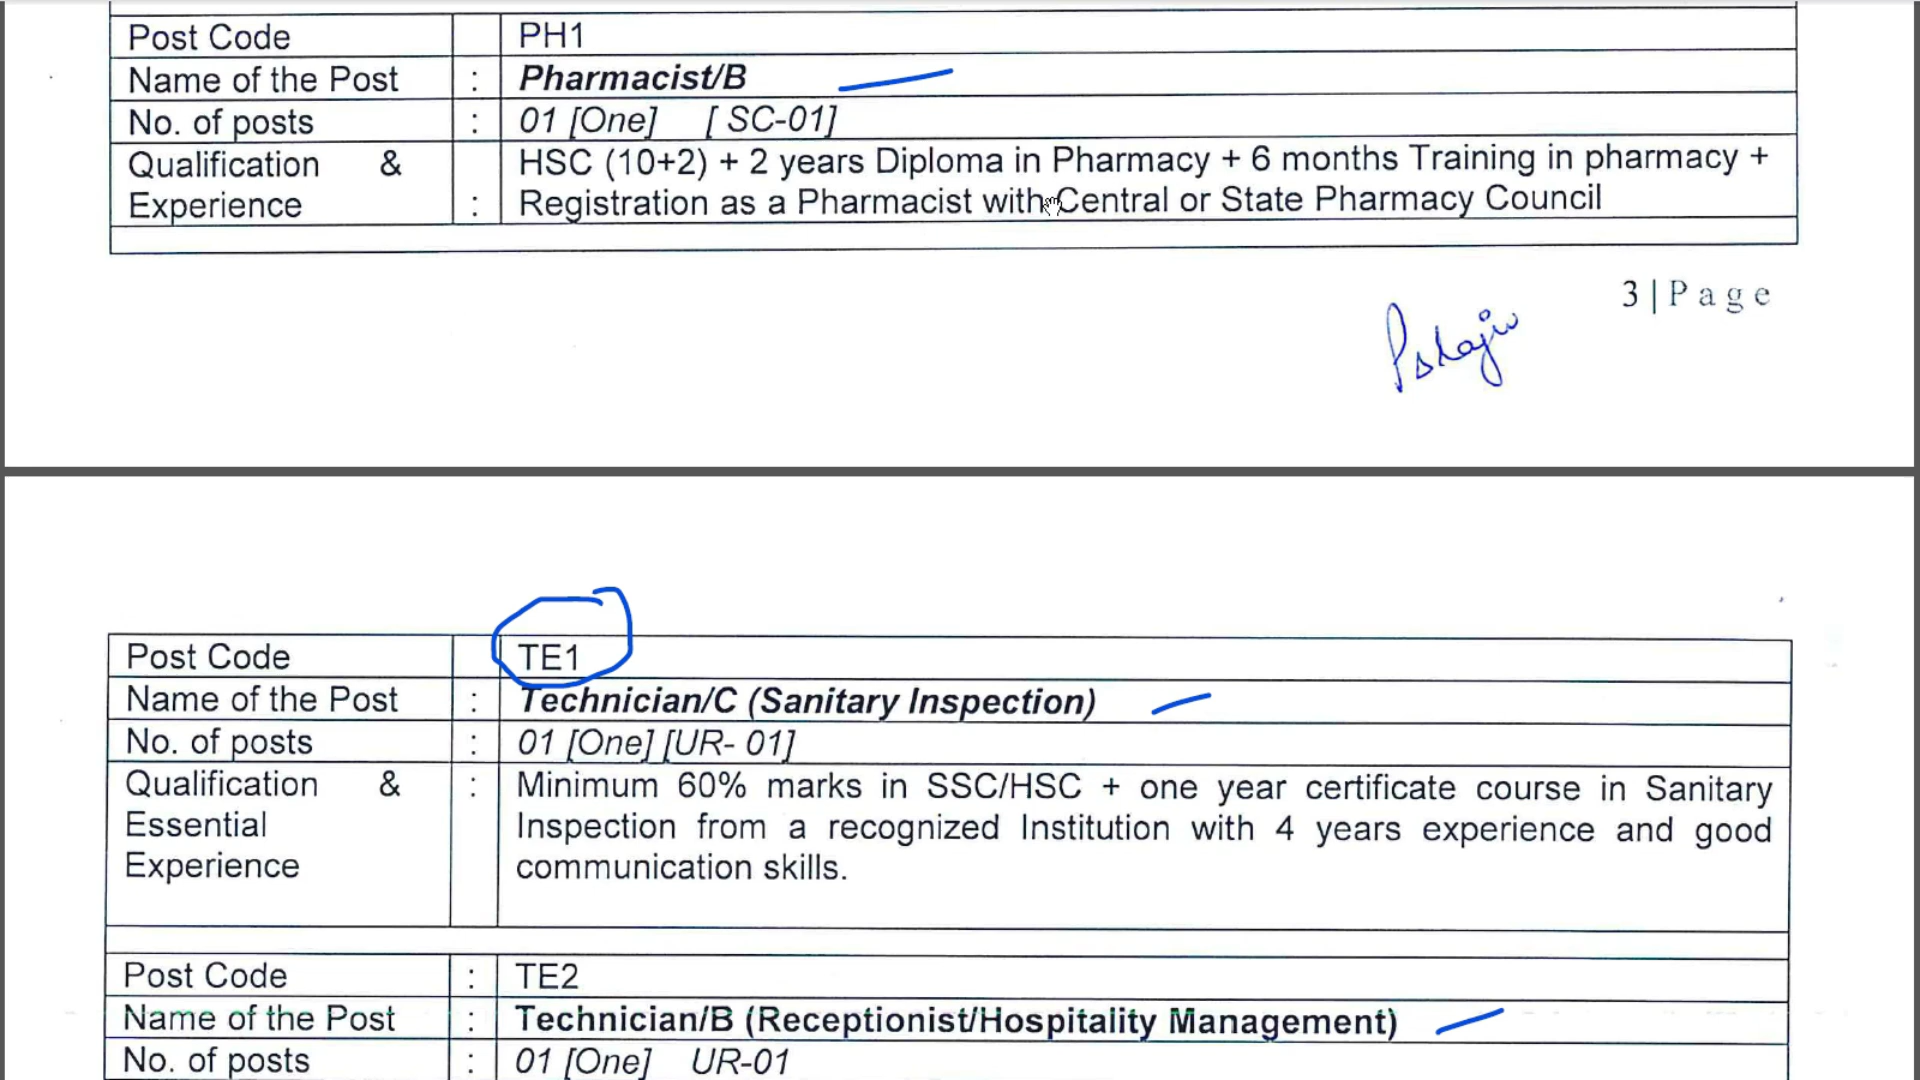 Post Code PH1
Name of the Post : Pharmacist/B
No. of posts : 01 [One] [ SC-01]
Qualification & HSC (10+2) + 2 years Diploma in Pharmacy + 6 months Training in pharmacy +
Experience : Registration as a Pharmacist with Central or State Pharmacy Council
3 | P a g e
Post Code TE1
Name of the Post : Technician/C (Sanitary Inspection)
No. of posts : 01 [One] [UR- 01]
Qualification & : Minimum 60% marks in SSC/HSC + one year certificate course in Sanitary
Essential Inspection from a recognized Institution with 4 years experience and good
Experience communication skills.
Post Code : TE2
Name of the Post : Technician/B (Receptionist/Hospitality Management)
No. of posts : 01 [One] UR-01